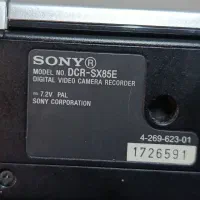 SONY®
MODEL NO. DCR-SX85E
DIGITAL VIDEO CAMERA RECORDER
⎓ 7.2V PAL
SONY CORPORATION
4-269-623-01
1726591